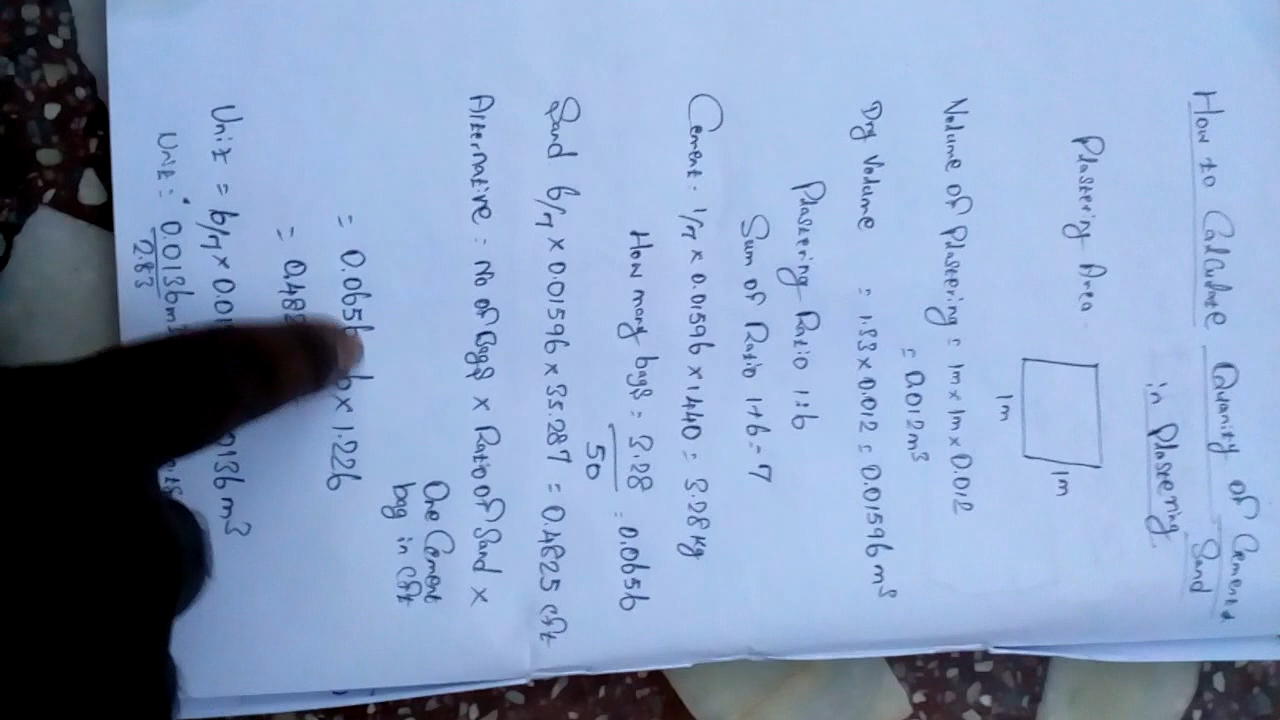 How to Calculate Quantity of Cement &
Sand
in Plastering
Plastering Area
1m
1m
Volume of Plastering = 1m x 1m x 0.012
= 0.012m³
Dry Volume = 1.33 x 0.012 = 0.01596 m³
Plastering Ratio 1:6
Sum of Ratio 1+6 = 7
Cement - 1/7 x 0.01596 x 1440 = 3.28 Kg
How many bags = 3.28 / 50 = 0.0656
Sand 6/7 x 0.01596 x 35.287 = 0.4825 cft
Alternative : No of Bags x Ratio of Sand x
One Cement
bag in cft
= 0.0656 6 x 1.226
= 0.482
Unit = 6/7 x 0.01 0136 m³
Unit = 0.0136m³ / 2.83